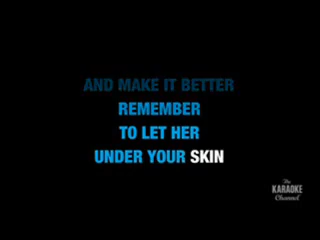 AND MAKE IT BETTER
REMEMBER
TO LET HER
UNDER YOUR SKIN
The
KARAOKE
Channel